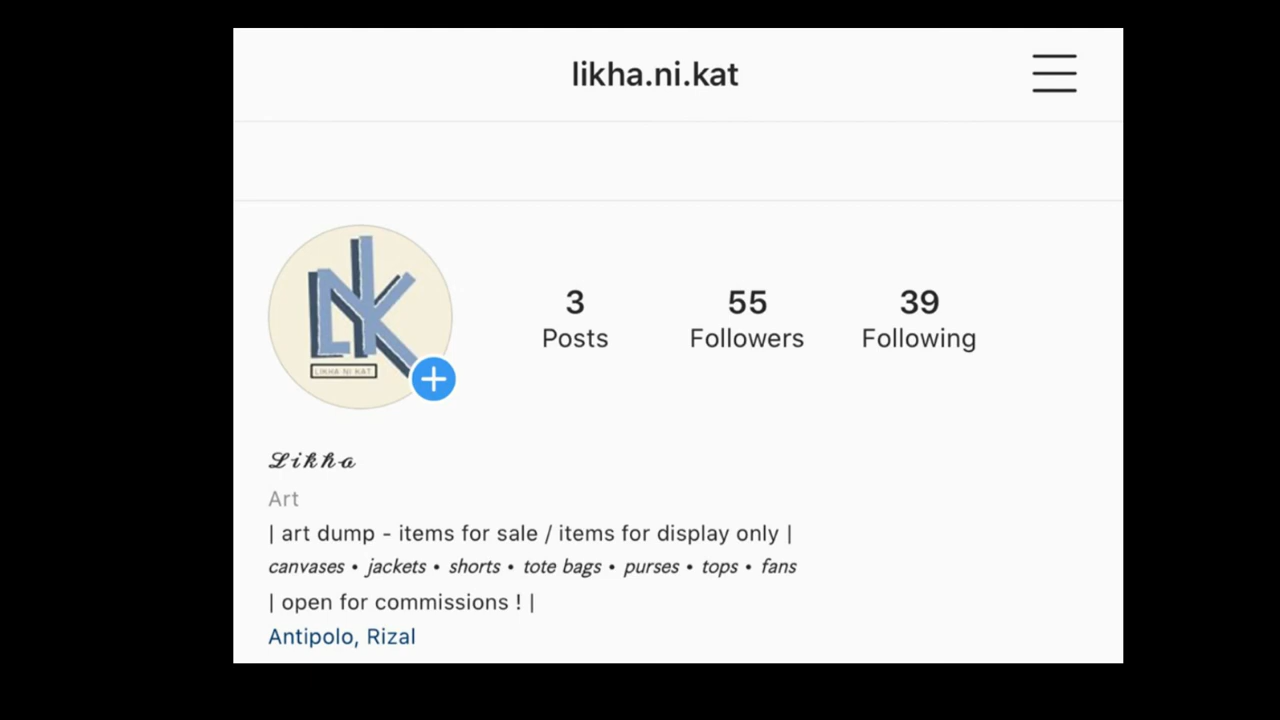 likha.ni.kat
LNK
LIKHA NI KAT
3
Posts
55
Followers
39
Following
𝓛𝓲𝓴𝓱𝓪
Art
| art dump - items for sale / items for display only |
𝘤𝘢𝘯𝘷𝘢𝘴𝘦𝘴 • 𝘫𝘢𝘤𝘬𝘦𝘵𝘴 • 𝘴𝘩𝘰𝘳𝘵𝘴 • 𝘵𝘰𝘵𝘦 𝘣𝘢𝘨𝘴 • 𝘱𝘶𝘳𝘴𝘦𝘴 • 𝘵𝘰𝘱𝘴 • 𝘧𝘢𝘯𝘴
| open for commissions ! |
Antipolo, Rizal